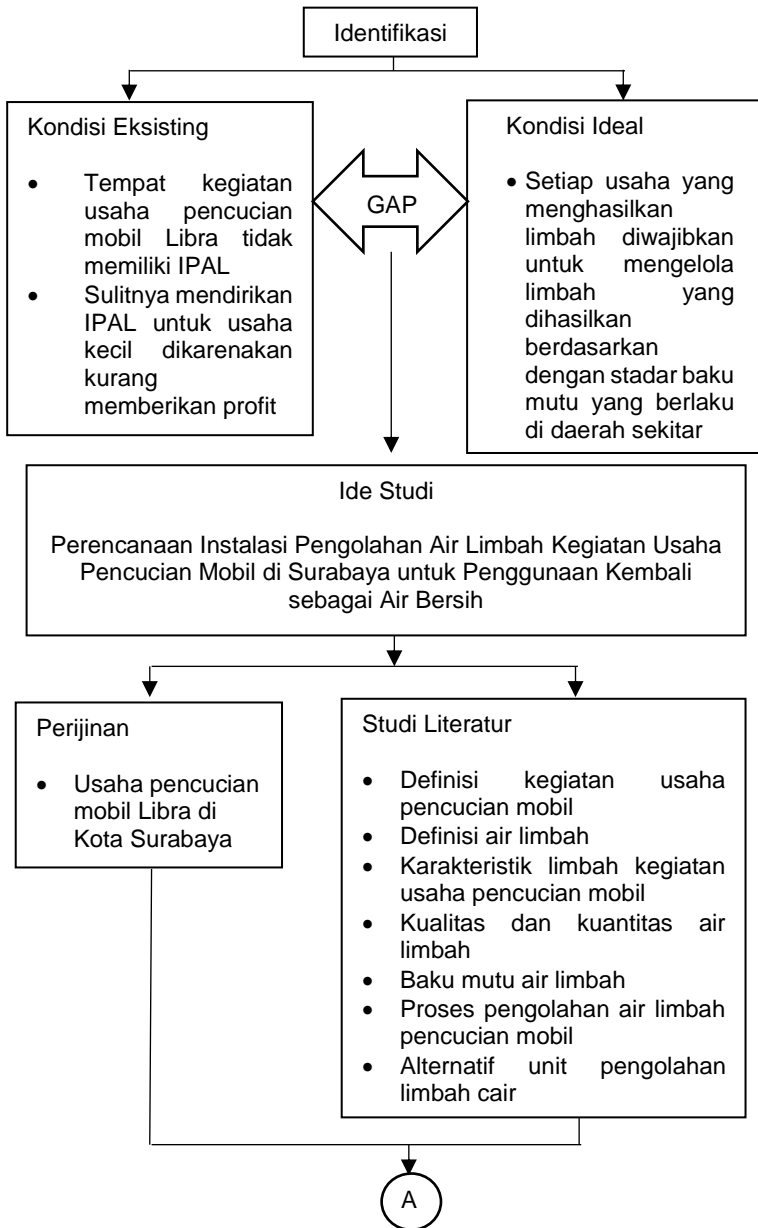 Identifikasi
Kondisi Eksisting
• Tempat kegiatan
usaha pencucian
mobil Libra tidak
memiliki IPAL
• Sulitnya mendirikan
IPAL untuk usaha
kecil dikarenakan
kurang
memberikan profit
GAP
Kondisi Ideal
• Setiap usaha yang
menghasilkan
limbah diwajibkan
untuk mengelola
limbah yang
dihasilkan
berdasarkan
dengan stadar baku
mutu yang berlaku
di daerah sekitar
Ide Studi
Perencanaan Instalasi Pengolahan Air Limbah Kegiatan Usaha
Pencucian Mobil di Surabaya untuk Penggunaan Kembali
sebagai Air Bersih
Perijinan
• Usaha pencucian
mobil Libra di
Kota Surabaya
Studi Literatur
• Definisi kegiatan usaha
pencucian mobil
• Definisi air limbah
• Karakteristik limbah kegiatan
usaha pencucian mobil
• Kualitas dan kuantitas air
limbah
• Baku mutu air limbah
• Proses pengolahan air limbah
pencucian mobil
• Alternatif unit pengolahan
limbah cair
A